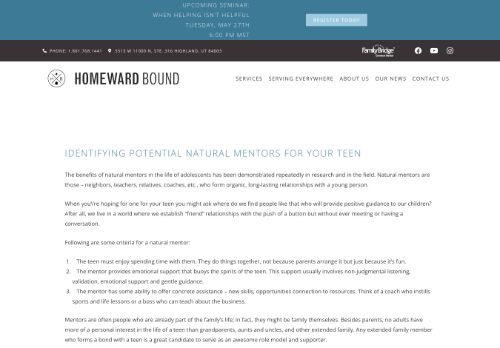 UPCOMING SEMINAR:
WHEN HELPING ISN'T HELPFUL
TUESDAY, MAY 27TH
6:00 PM MST
REGISTER TODAY
PHONE: 1.801.768.1441
5513 W 11000 N, STE. 316 HIGHLAND, UT 84003
FamilyBridge
HOMEWARD BOUND
SERVICES SERVING EVERYWHERE ABOUT US OUR NEWS CONTACT US
IDENTIFYING POTENTIAL NATURAL MENTORS FOR YOUR TEEN
The benefits of natural mentors in the life of adolescents has been demonstrated repeatedly in research and in the field. Natural mentors are
those – neighbors, teachers, relatives, coaches, etc., who form organic, long-lasting relationships with a young person.
When you're hoping for one for your teen you might ask where do we find people like that who will provide positive guidance to our children?
After all, we live in a world where we establish "friend" relationships with the push of a button but without ever meeting or having a
conversation.
Following are some criteria for a natural mentor:
1. The teen must enjoy spending time with them. They do things together, not because parents arrange it but just because it's fun.
2. The mentor provides emotional support that buoys the spirits of the teen. This support usually involves non-judgmental listening,
validation, emotional support and gentle guidance.
3. The mentor has some ability to offer concrete assistance – new skills, opportunities connection to resources. Think of a coach who instills
sports and life lessons or a boss who can teach about the business.
Mentors are often people who are already part of the family's life; in fact, they might be family themselves. Besides parents, no adults have
more of a personal interest in the life of a teen than grandparents, aunts and uncles, and other extended family. Any extended family member
who forms a bond with a teen is a great candidate to serve as an awesome role model and supporter.